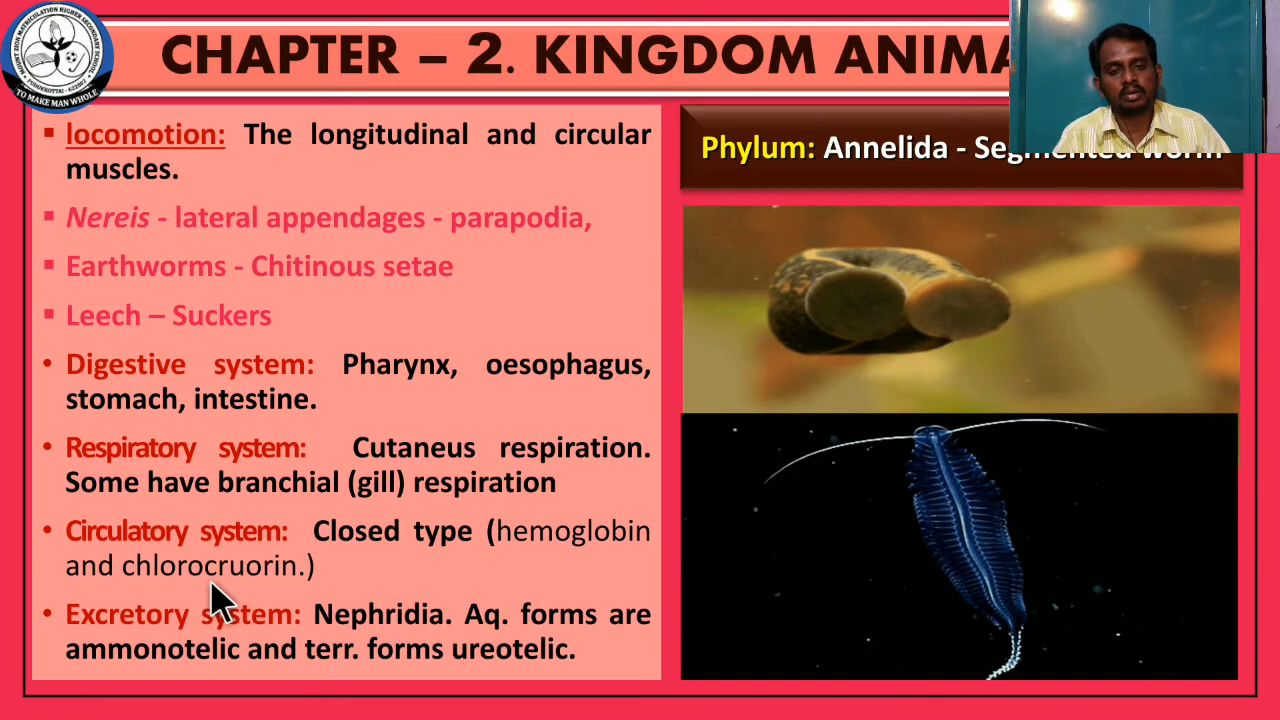 CHAPTER – 2. KINGDOM ANIMA
locomotion: The longitudinal and circular
muscles.
Nereis - lateral appendages - parapodia,
Earthworms - Chitinous setae
Leech – Suckers
Digestive system: Pharynx, oesophagus,
stomach, intestine.
Respiratory system: Cutaneus respiration.
Some have branchial (gill) respiration
Circulatory system: Closed type (hemoglobin
and chlorocruorin.)
Excretory system: Nephridia. Aq. forms are
ammonotelic and terr. forms ureotelic.
Phylum: Annelida - Segmented worm
TO MAKE MAN WHOLE